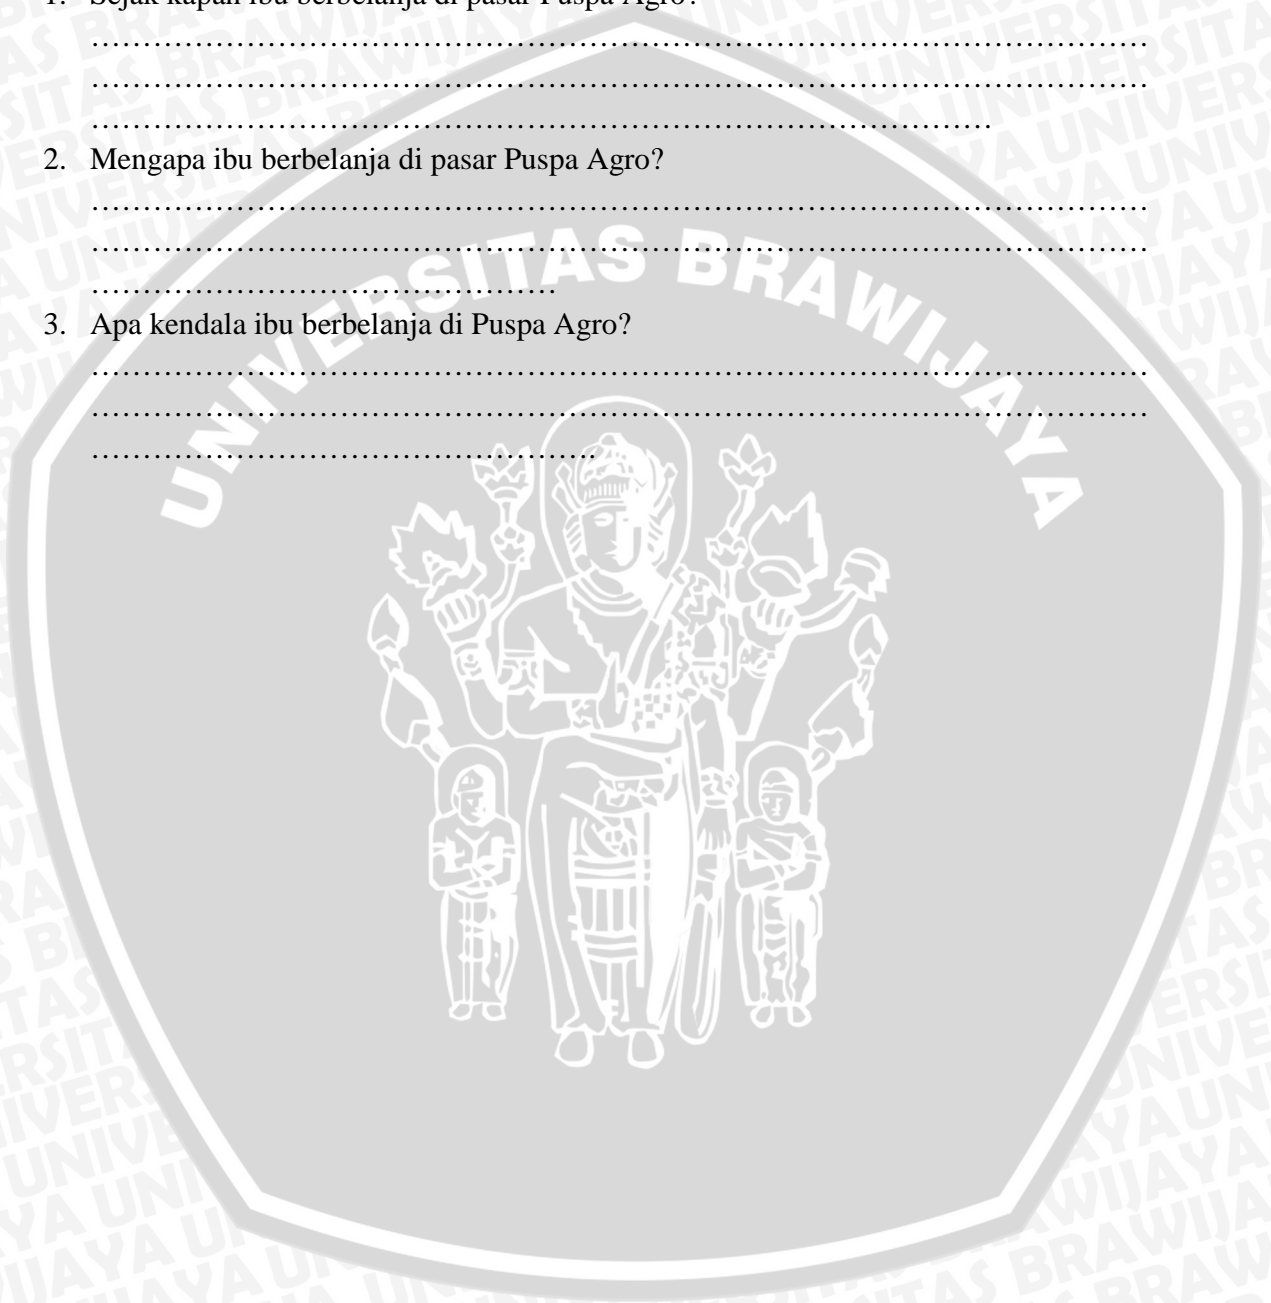 1. Sejak kapan ibu berbelanja di pasar Puspa Agro?
……………………………………………………………………………………………
……………………………………………………………………………………………
………………………………………………………………………………
2. Mengapa ibu berbelanja di pasar Puspa Agro?
……………………………………………………………………………………………
……………………………………………………………………………………………
……………………………………….
3. Apa kendala ibu berbelanja di Puspa Agro?
……………………………………………………………………………………………
……………………………………………………………………………………………
…………………………………………..
UNIVERSITAS BRAWIJAYA